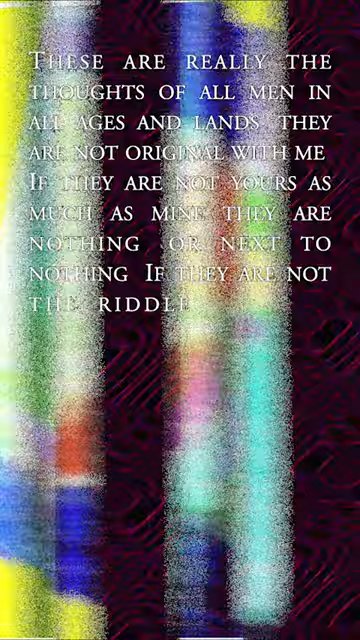 THESE ARE REALLY THE
THOUGHTS OF ALL MEN IN
ALL AGES AND LANDS THEY
ARE NOT ORIGINAL WITH ME
IF THEY ARE NOT YOURS AS
MUCH AS MINE THEY ARE
NOTHING OR NEXT TO
NOTHING IF THEY ARE NOT
THE RIDDLE